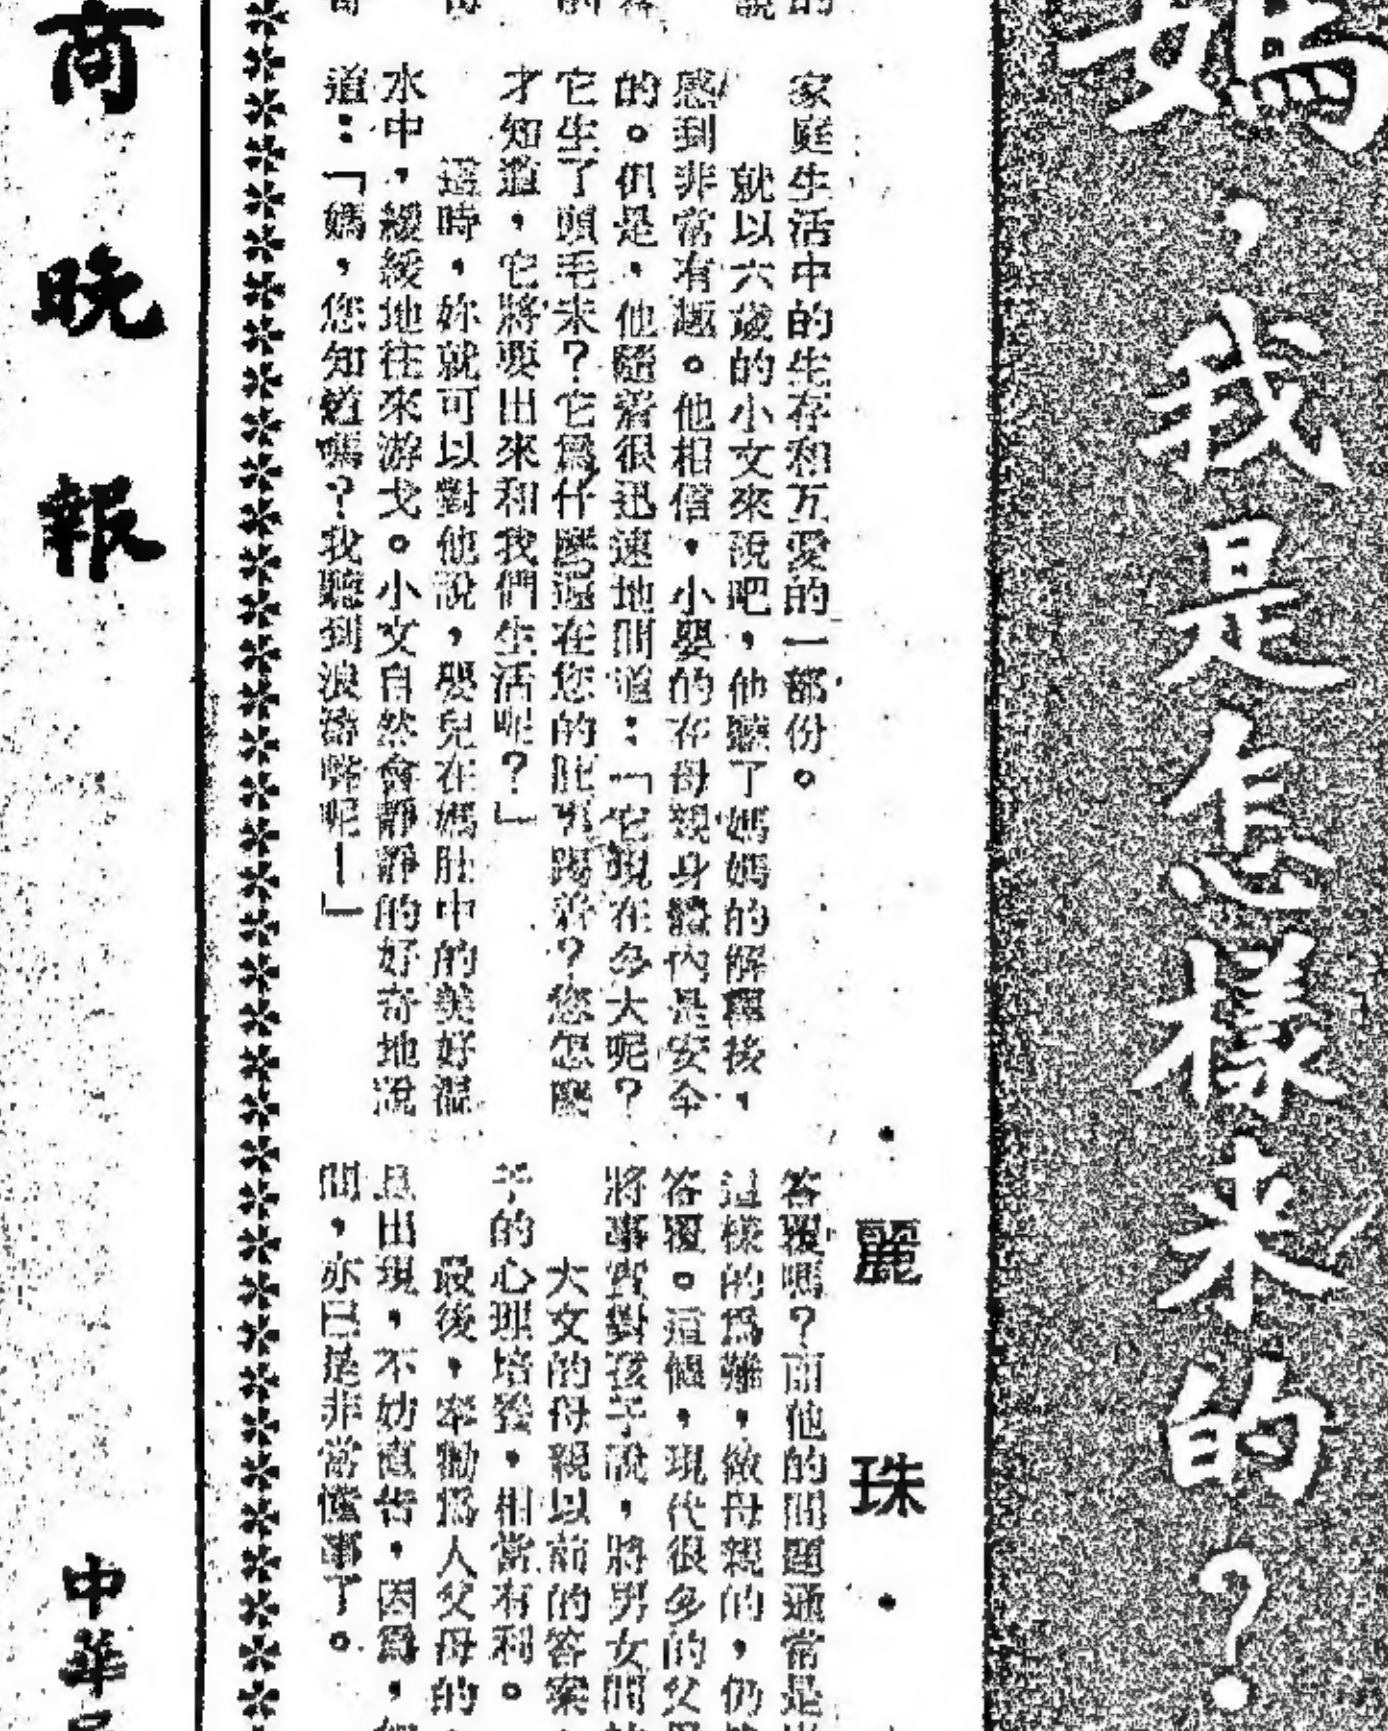 媽，我是怎樣来的？
・麗珠・
家庭生活中的生存和互愛的一部份。
就以六歲的小文來說吧，他聽了媽媽的解釋後，
感到非常有趣。他相信，小嬰的在母親身體內是安全
的。但是，他隨着很迅速地問道：「它現在多大呢？
它生了頭毛未？它爲什麼還在您的肚裏踢着？您怎麼
才知道，它將要出來和我們生活呢？」
這時，妳就可以對他說，嬰兒在媽肚中的美好溫
水中，緩緩地往來游弋。小文自然會靜靜的好奇地說
道：「媽，您知道嗎？我聽到浪濤聲呢！」
答覆嗎？而他的問題通常是
這樣的爲難，做母親的，仍
答覆。這個，現代很多的父
將事實對孩子說，將男女間
大文的母親以前的答案，
子的心理培養，相當有利。
最後，奉勸爲人父母的，
且出現，不妨直告，因爲，
問，亦已是非常懂事了。
商晚報
中華